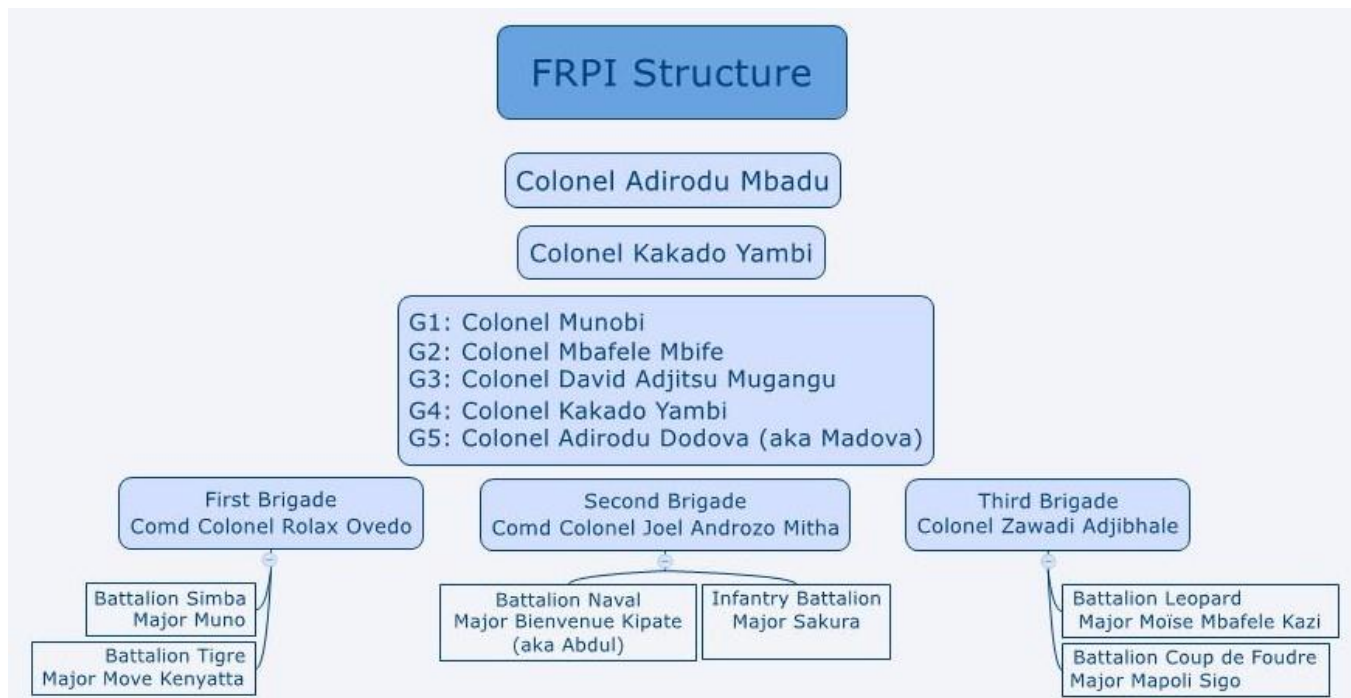 FRPI Structure
Colonel Adirodu Mbadu
Colonel Kakado Yambi
G1: Colonel Munobi
G2: Colonel Mbafele Mbife
G3: Colonel David Adjitsu Mugangu
G4: Colonel Kakado Yambi
G5: Colonel Adirodu Dodova (aka Madova)
First Brigade
Comd Colonel Rolax Ovedo
Battalion Simba
Major Muno
Battalion Tigre
Major Move Kenyatta
Second Brigade
Comd Colonel Joel Androzo Mitha
Battalion Naval
Major Bienvenue Kipate
(aka Abdul)
Infantry Battalion
Major Sakura
Third Brigade
Colonel Zawadi Adjibhale
Battalion Leopard
Major Moïse Mbafele Kazi
Battalion Coup de Foudre
Major Mapoli Sigo